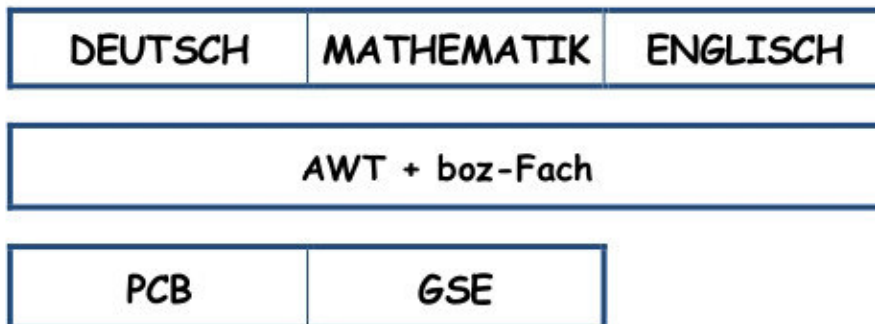 DEUTSCH MATHEMATIK ENGLISCH
AWT + boz-Fach
PCB GSE